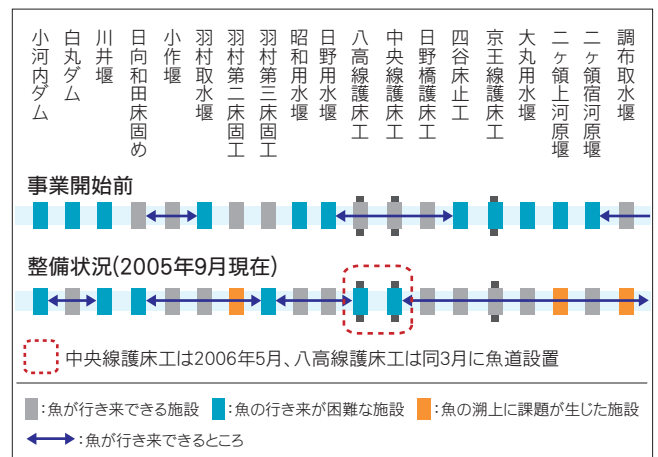 小河内ダム
白丸ダム
川井堰
日向和田床固め
小作堰
羽村取水堰
羽村第二床固工
羽村第三床固工
昭和用水堰
日野用水堰
八高線護床工
中央線護床工
日野橋護床工
四谷床止工
京王線護床工
大丸用水堰
二ヶ領上河原堰
二ヶ領宿河原堰
調布取水堰
事業開始前
整備状況(2005年9月現在)
中央線護床工は2006年5月、八高線護床工は同3月に魚道設置
:魚が行き来できる施設 :魚の行き来が困難な施設 :魚の溯上に課題が生じた施設
:魚が行き来できるところ